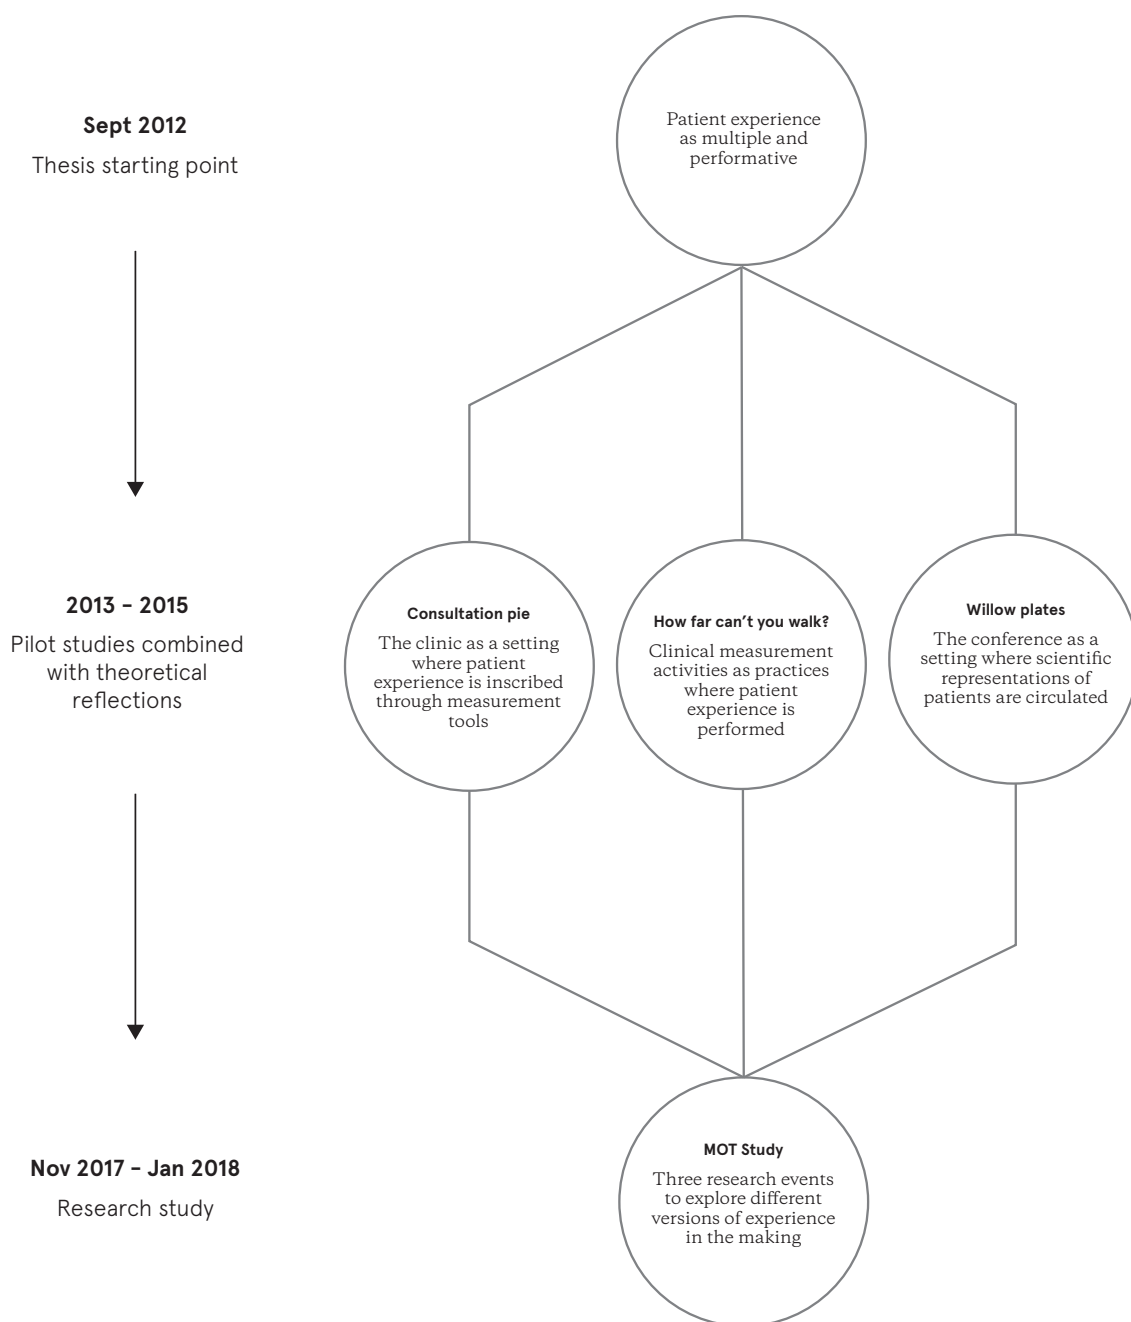 Sept 2012
Thesis starting point
Patient experience
as multiple and
performative
2013 – 2015
Pilot studies combined
with theoretical
reflections
Consultation pie
The clinic as a setting
where patient
experience is inscribed
through measurement
tools
How far can't you walk?
Clinical measurement
activities as practices
where patient
experience is
performed
Willow plates
The conference as a
setting where scientific
representations of
patients are circulated
Nov 2017 – Jan 2018
Research study
MOT Study
Three research events
to explore different
versions of experience
in the making